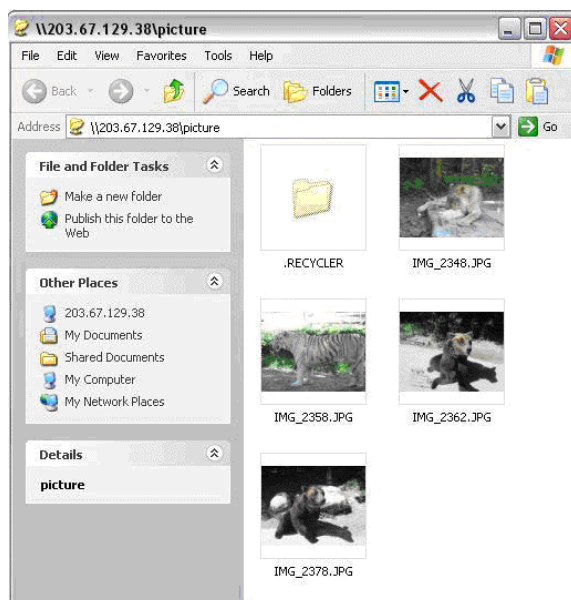 \\203.67.129.38\picture
File Edit View Favorites Tools Help
Back Search Folders
Address \\203.67.129.38\picture Go
File and Folder Tasks
Make a new folder
Publish this folder to the
Web
Other Places
203.67.129.38
My Documents
Shared Documents
My Computer
My Network Places
Details
picture
.RECYCLER
IMG_2348.JPG
IMG_2358.JPG
IMG_2362.JPG
IMG_2378.JPG